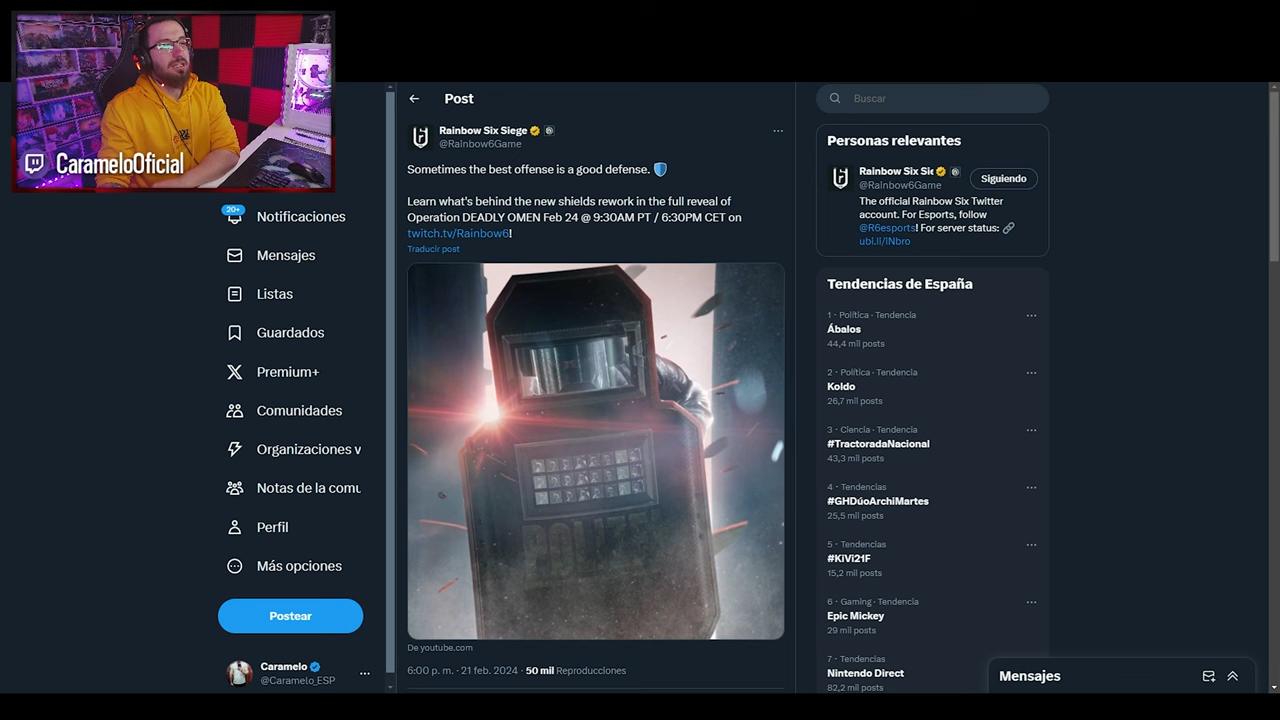 CarameloOficial
20+
Notificaciones
Mensajes
Listas
Guardados
Premium+
Comunidades
Organizaciones v
Notas de la comu
Perfil
Más opciones
Postear
Caramelo
@Caramelo_ESP
Post
Rainbow Six Siege
@Rainbow6Game
Sometimes the best offense is a good defense.
Learn what's behind the new shields rework in the full reveal of
Operation DEADLY OMEN Feb 24 @ 9:30AM PT / 6:30PM CET on
twitch.tv/Rainbow6!
Traducir post
POLICE
De youtube.com
6:00 p. m. · 21 feb. 2024 · 50 mil Reproducciones
Buscar
Personas relevantes
Rainbow Six Sie
@Rainbow6Game
Siguiendo
The official Rainbow Six Twitter
account. For Esports, follow
@R6esports! For server status:
ubi.li/lNbro
Tendencias de España
1 · Política · Tendencia
Ábalos
44,4 mil posts
2 · Política · Tendencia
Koldo
26,7 mil posts
3 · Ciencia · Tendencia
#TractoradaNacional
43,3 mil posts
4 · Tendencias
#GHDúoArchiMartes
25,5 mil posts
5 · Tendencias
#KiVi21F
15,2 mil posts
6 · Gaming · Tendencia
Epic Mickey
29 mil posts
7 · Tendencias
Nintendo Direct
82,2 mil posts
Mensajes